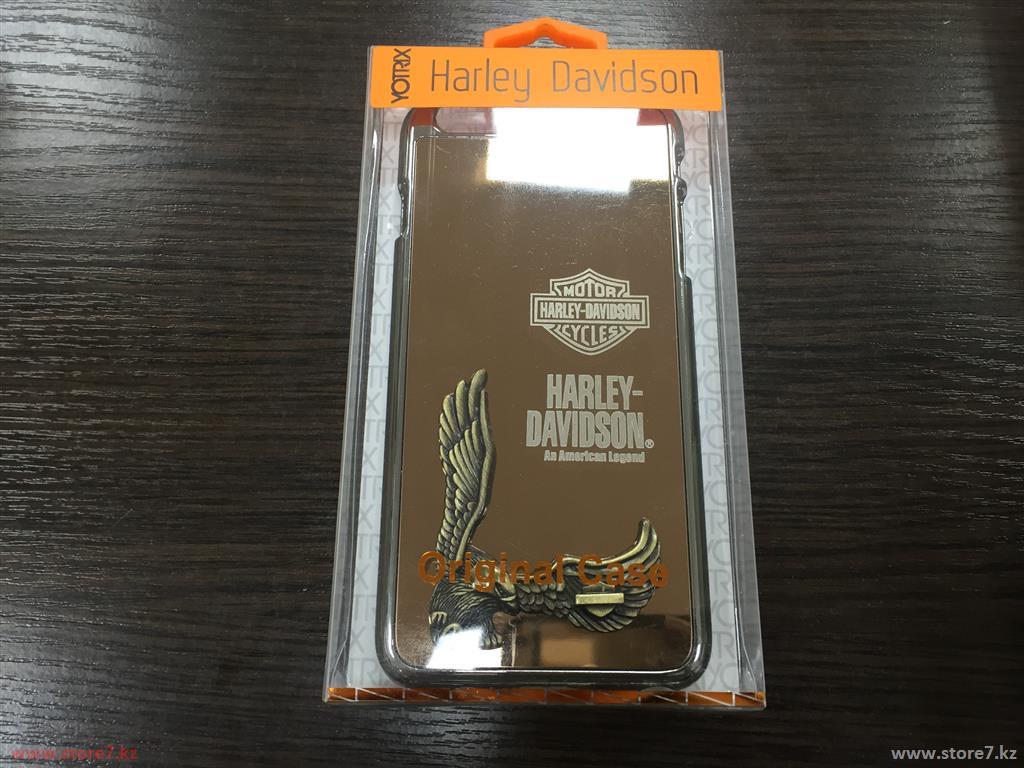 YOTRIX
Harley Davidson
MOTOR
HARLEY-DAVIDSON
CYCLES
HARLEY-
DAVIDSON®
An American Legend
Original Case
www.store7.kz
www.store7.kz